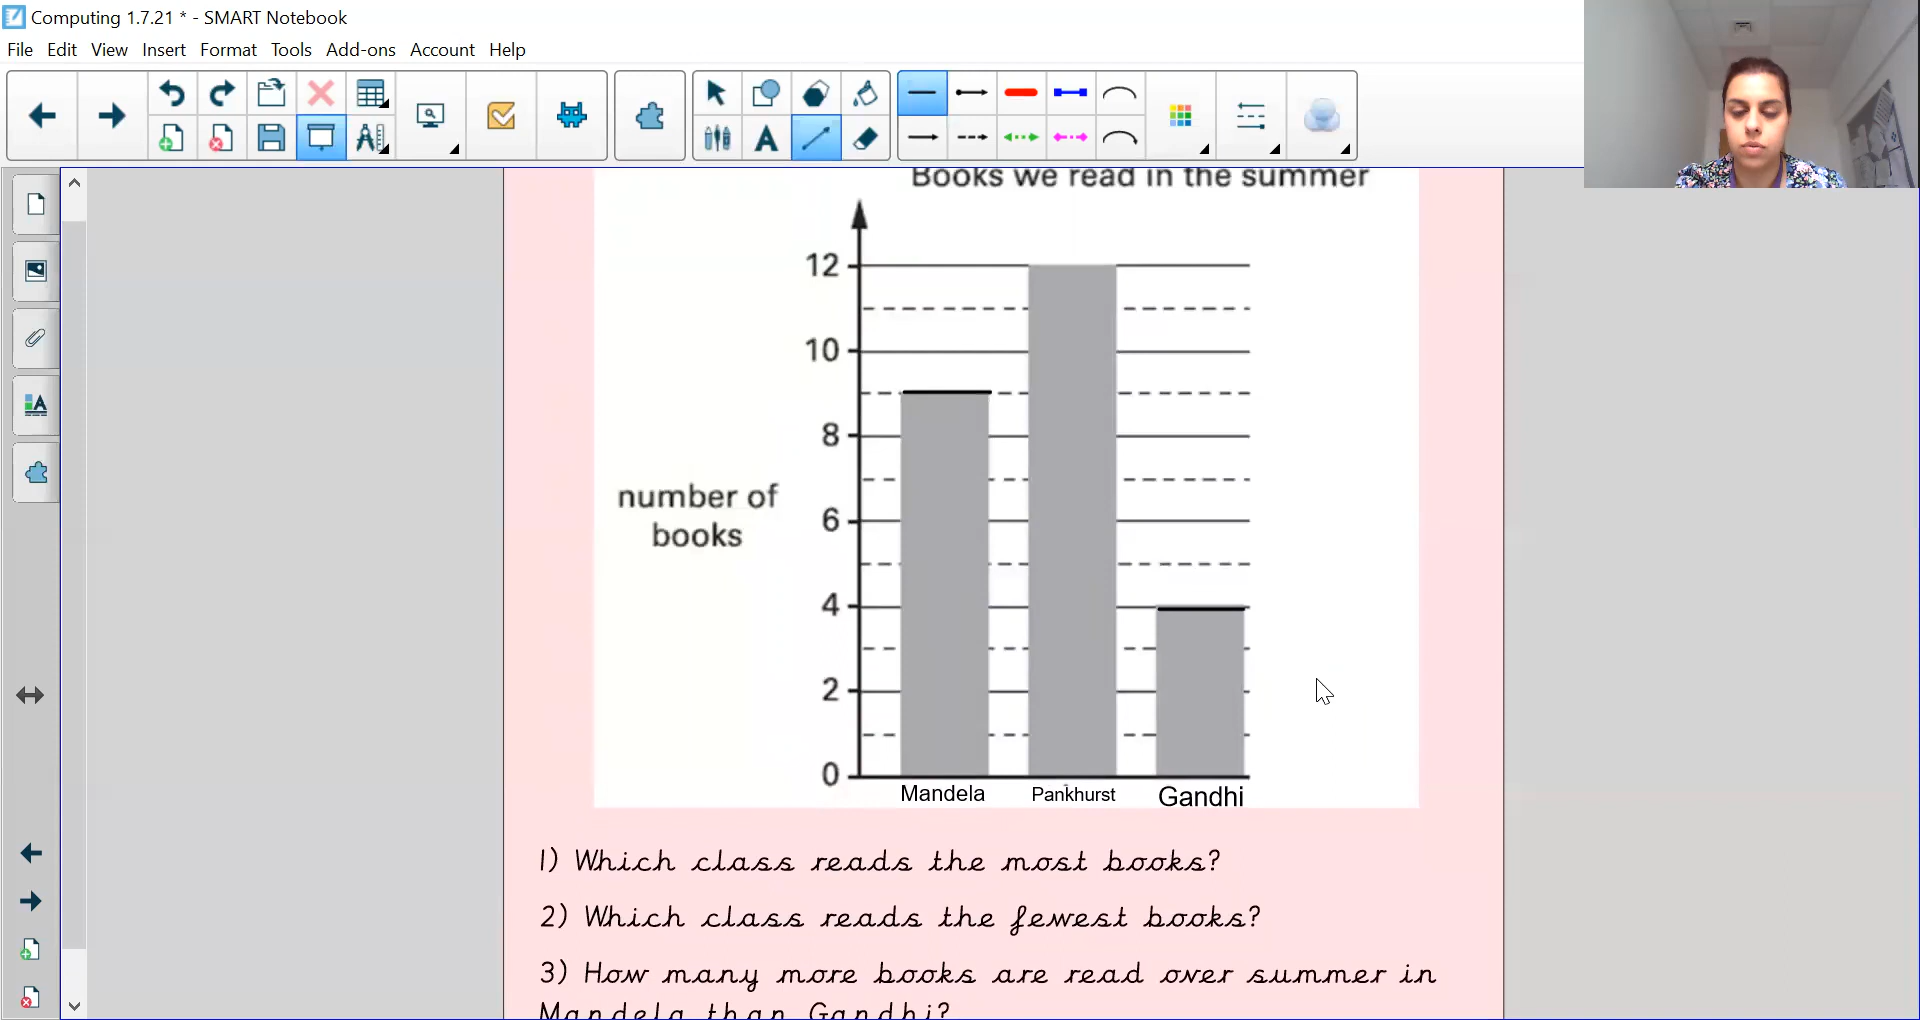 Computing 1.7.21 * - SMART Notebook
File Edit View Insert Format Tools Add-ons Account Help
Books we read in the summer
12
10
8
number of
books
6
4
2
0
Mandela Pankhurst Gandhi
1) Which class reads the most books?
2) Which class reads the fewest books?
3) How many more books are read over summer in
Mandela than Gandhi?